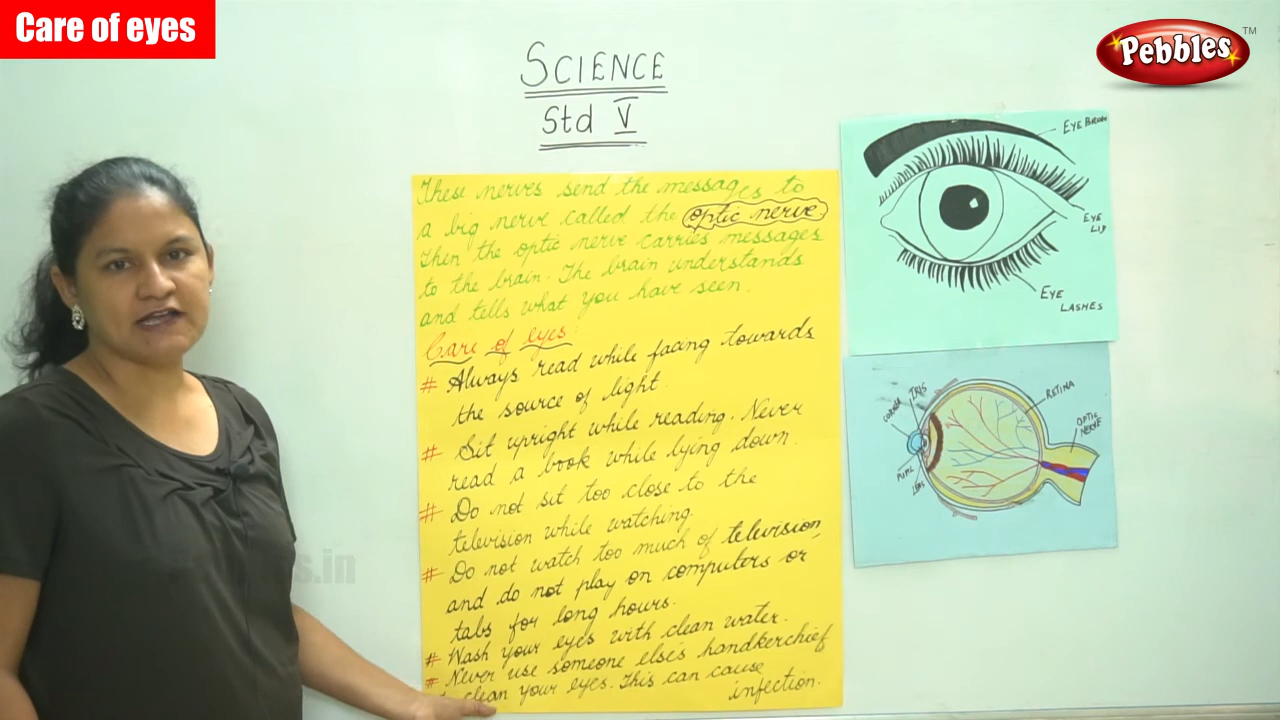 Care of eyes
Pebbles
TM
SCIENCE
Std V
These nerves send the messages to
a big nerve called the optic nerve.
Then the optic nerve carries messages
to the brain. The brain understands
and tells what you have seen.
Care of eyes:
# Always read while facing towards
the source of light.
# Sit upright while reading. Never
read a book while lying down.
# Do not sit too close to the
television while watching.
# Do not watch too much of television,
and do not play on computers or
tabs for long hours.
# Wash your eyes with clean water.
# Never use someone else's handkerchief
clean your eyes. This can cause
infection.
EYE BROW
EYE
LID
EYE
LASHES
CORNEA
IRIS
RETINA
OPTIC
NERVE
PUPIL
LENS
s.in